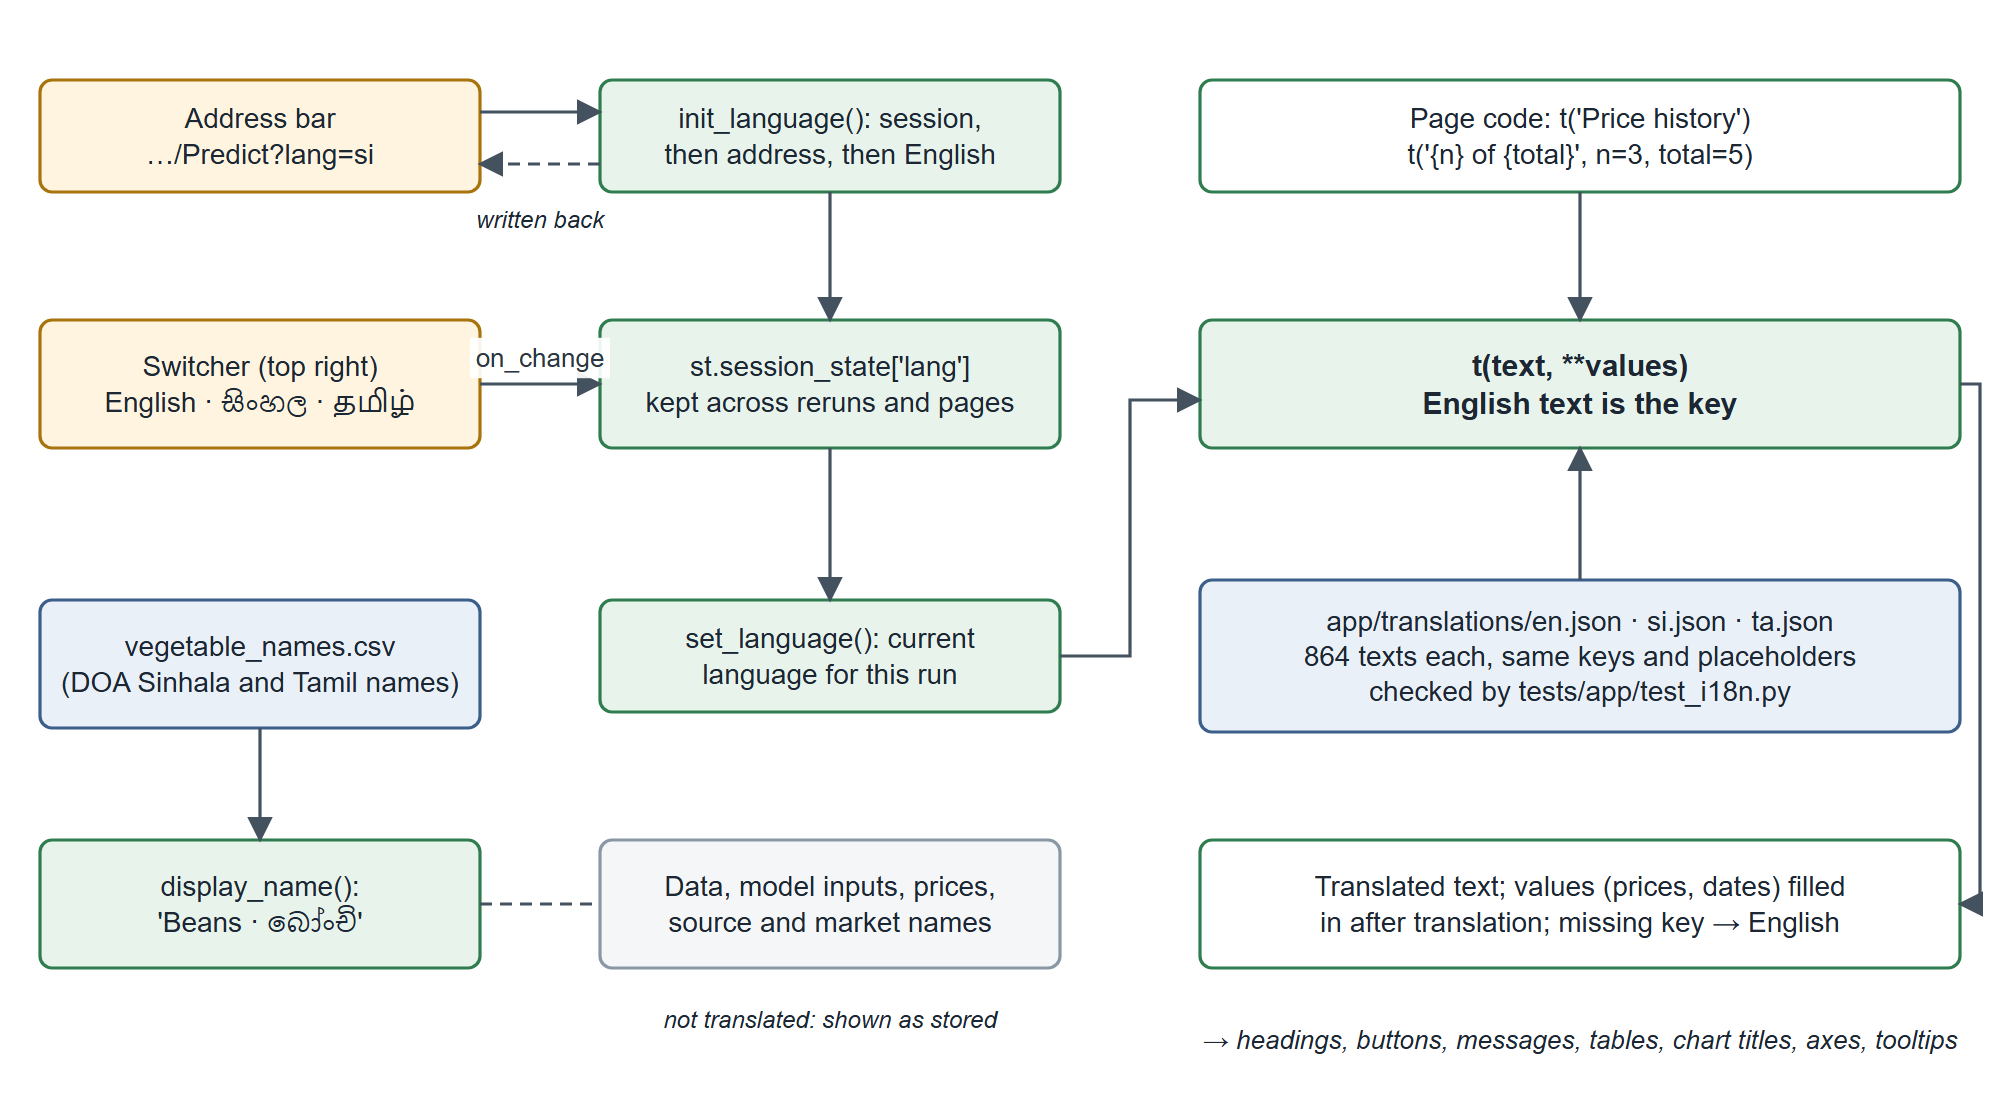 Address bar
…/Predict?lang=si
init_language(): session,
then address, then English
Page code: t('Price history')
t('{n} of {total}', n=3, total=5)
written back
Switcher (top right)
English · සිංහල · தமிழ்
on_change
st.session_state['lang']
kept across reruns and pages
t(text, **values)
English text is the key
vegetable_names.csv
(DOA Sinhala and Tamil names)
set_language(): current
language for this run
app/translations/en.json · si.json · ta.json
864 texts each, same keys and placeholders
checked by tests/app/test_i18n.py
display_name():
'Beans · බෝංචි'
Data, model inputs, prices,
source and market names
Translated text; values (prices, dates) filled
in after translation; missing key → English
not translated: shown as stored
→ headings, buttons, messages, tables, chart titles, axes, tooltips